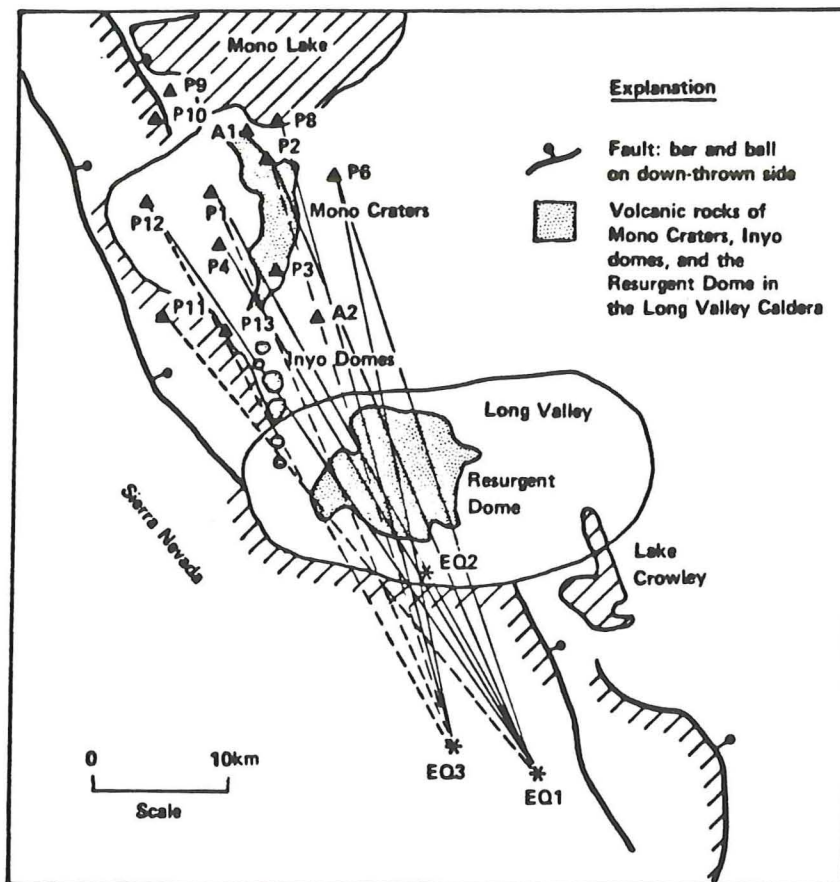 Mono Lake
Explanation
Fault: bar and ball
on down-thrown side
Volcanic rocks of
Mono Craters, Inyo
domes, and the
Resurgent Dome in
the Long Valley Caldera
P9
P10
A1
P8
P2
P6
P12
P1
Mono Craters
P4
P3
P11
P13
A2
Inyo Domes
Long Valley
Resurgent
Dome
Sierra Nevada
EQ2
Lake
Crowley
0 10km
Scale
EQ3
EQ1